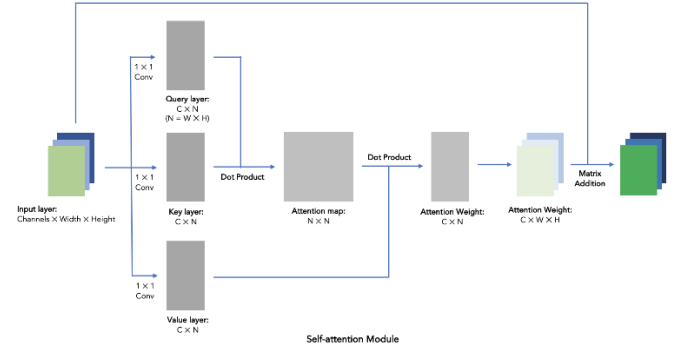 1 × 1
Conv
Query layer:
C × N
(N = W × H)
1 × 1
Conv
Dot Product
Dot Product
Matrix
Addition
Input layer:
Channels × Width × Height
Key layer:
C × N
Attention map:
N × N
Attention Weight:
C × N
Attention Weight:
C × W × H
1 × 1
Conv
Value layer:
C × N
Self-attention Module